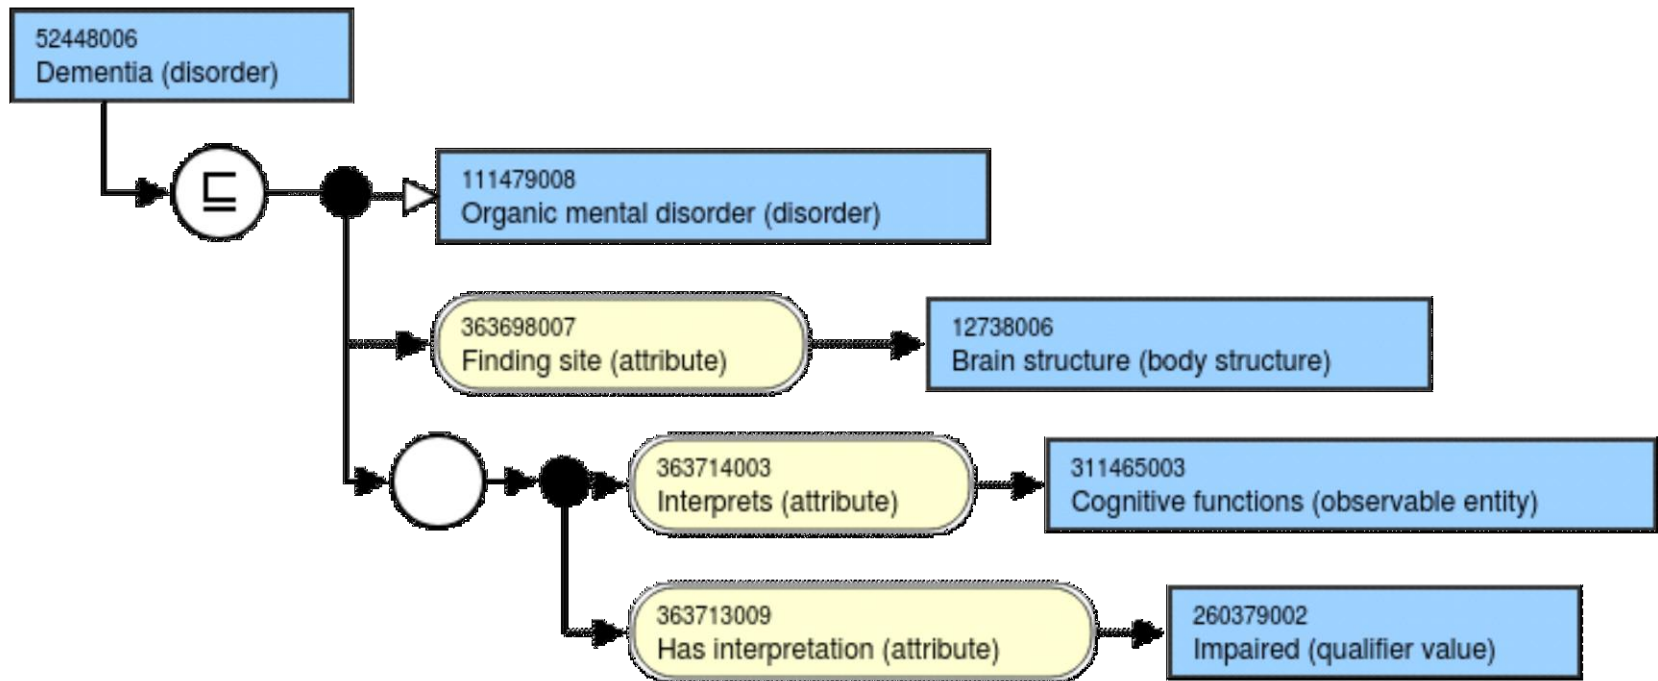 52448006
Dementia (disorder)
⊑
111479008
Organic mental disorder (disorder)
363698007
Finding site (attribute)
12738006
Brain structure (body structure)
363714003
Interprets (attribute)
311465003
Cognitive functions (observable entity)
363713009
Has interpretation (attribute)
260379002
Impaired (qualifier value)